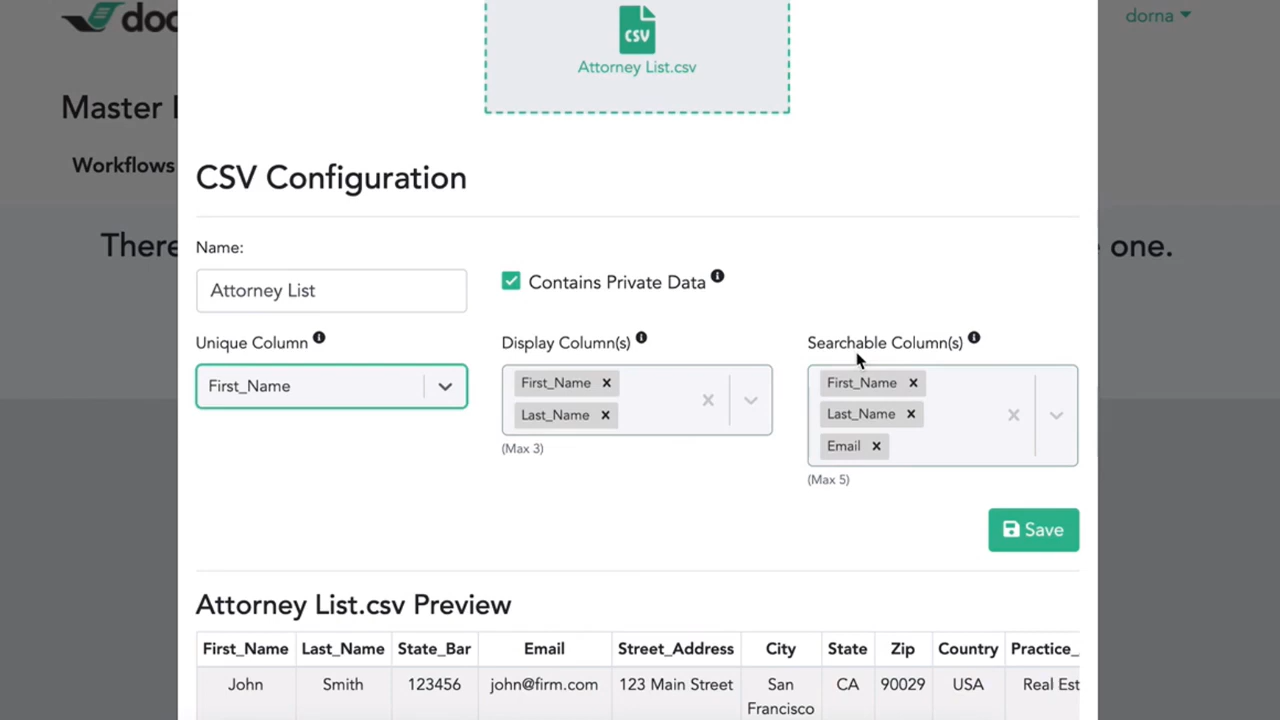 doc
dorna
CSV
Attorney List.csv
Master
Workflows
CSV Configuration
There
e one.
Name:
Attorney List
Contains Private Data
Unique Column
First_Name
Display Column(s)
First_Name
Last_Name
(Max 3)
Searchable Column(s)
First_Name
Last_Name
Email
(Max 5)
Save
Attorney List.csv Preview
First_Name Last_Name State_Bar Email Street_Address City State Zip Country Practice_
John Smith 123456 john@firm.com 123 Main Street San CA 90029 USA Real Est
Francisco